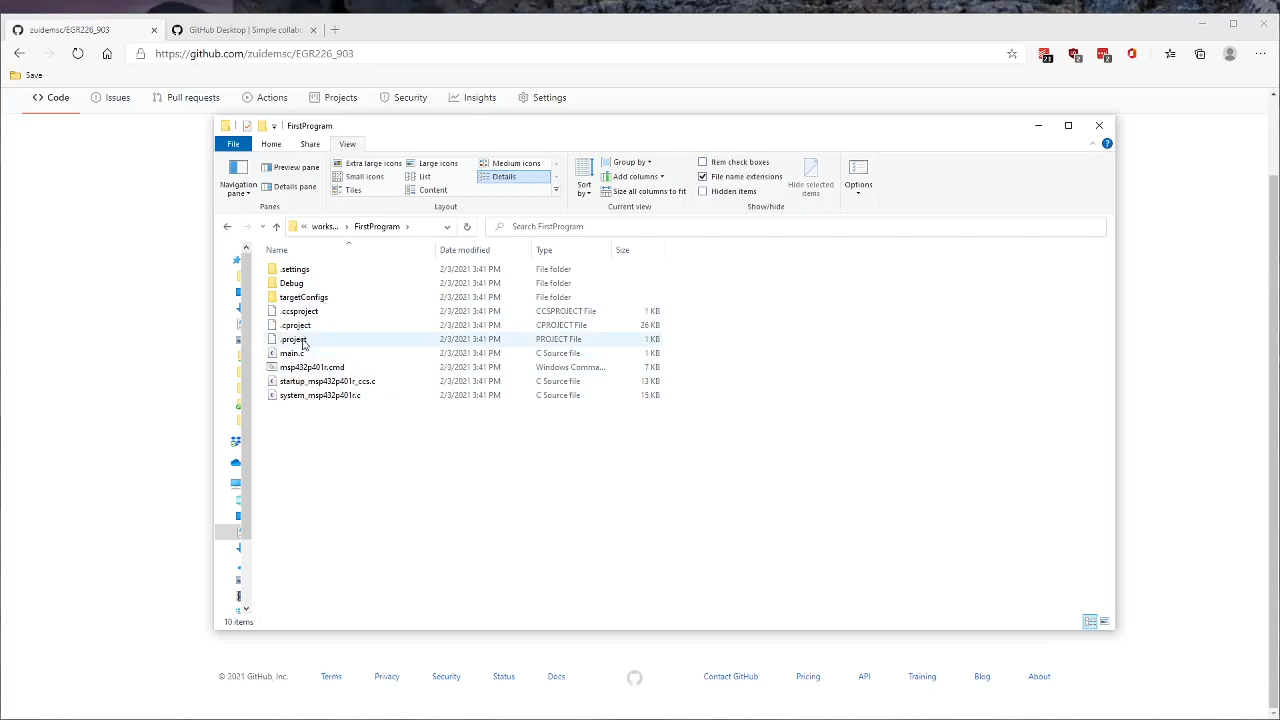 zuidemsc/EGR226_903
GitHub Desktop | Simple collab
https://github.com/zuidemsc/EGR226_903
23
2
2
Save
Code
Issues
Pull requests
Actions
Projects
Security
Insights
Settings
FirstProgram
File
Home
Share
View
Navigation pane
Preview pane
Details pane
Extra large icons
Large icons
Medium icons
Small icons
List
Details
Tiles
Content
Sort by
Group by
Add columns
Size all columns to fit
Item check boxes
File name extensions
Hidden items
Hide selected items
Options
Panes
Layout
Current view
Show/hide
« works... FirstProgram
Search FirstProgram
Name Date modified Type Size
.settings 2/3/2021 3:41 PM File folder
Debug 2/3/2021 3:41 PM File folder
targetConfigs 2/3/2021 3:41 PM File folder
.ccsproject 2/3/2021 3:41 PM CCSPROJECT File 1 KB
.cproject 2/3/2021 3:41 PM CPROJECT File 26 KB
.project 2/3/2021 3:41 PM PROJECT File 1 KB
main.c 2/3/2021 3:41 PM C Source file 1 KB
msp432p401r.cmd 2/3/2021 3:41 PM Windows Comma... 7 KB
startup_msp432p401r_ccs.c 2/3/2021 3:41 PM C Source file 13 KB
system_msp432p401r.c 2/3/2021 3:41 PM C Source file 15 KB
10 items
© 2021 GitHub, Inc.
Terms
Privacy
Security
Status
Docs
Contact GitHub
Pricing
API
Training
Blog
About